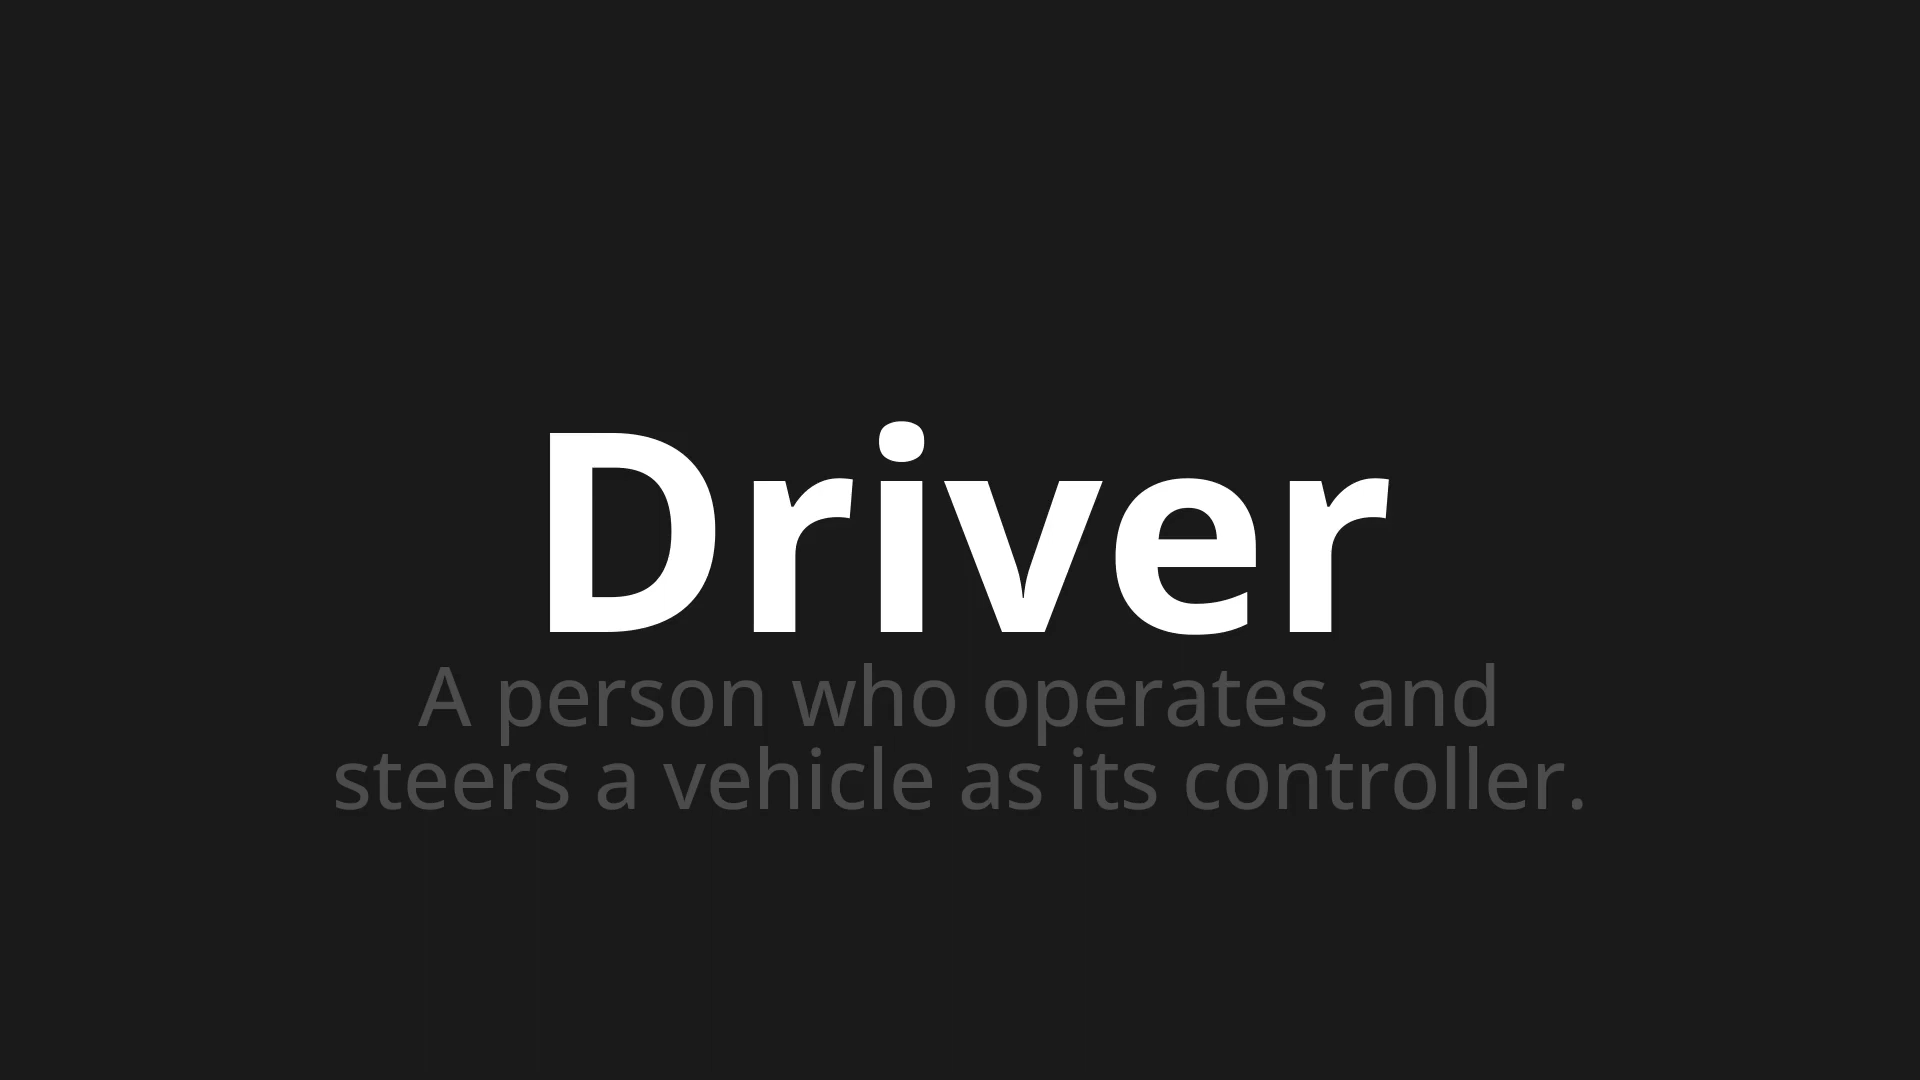 Driver
A person who operates and
steers a vehicle as its controller.